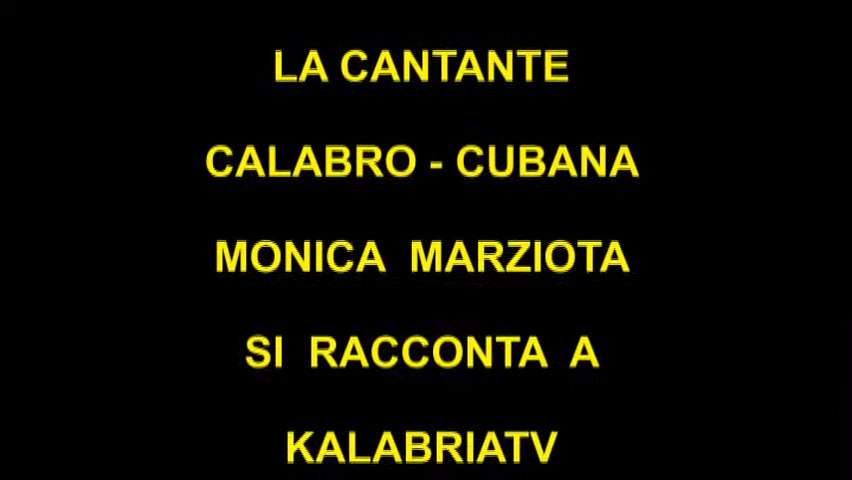 LA CANTANTE
CALABRO - CUBANA
MONICA MARZIOTA
SI RACCONTA A
KALABRIATV